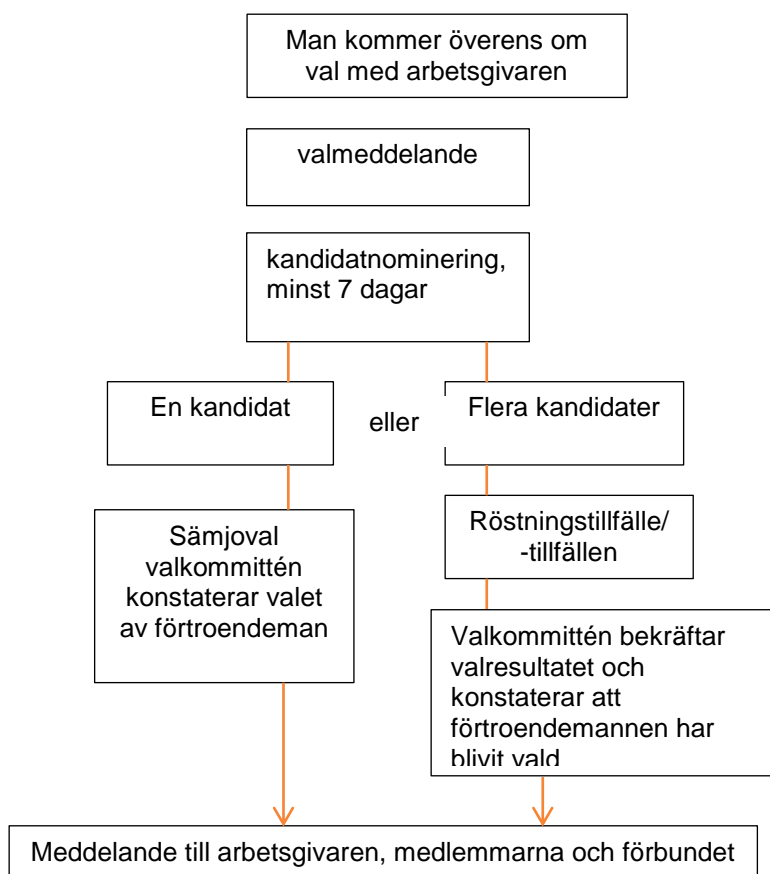 Man kommer överens om
val med arbetsgivaren
valmeddelande
kandidatnominering,
minst 7 dagar
En kandidat
eller
Flera kandidater
Sämjoval
valkommittén
konstaterar valet
av förtroendeman
Röstningstillfälle/
-tillfällen
Valkommittén bekräftar
valresultatet och
konstaterar att
förtroendemannen har
blivit vald
Meddelande till arbetsgivaren, medlemmarna och förbundet